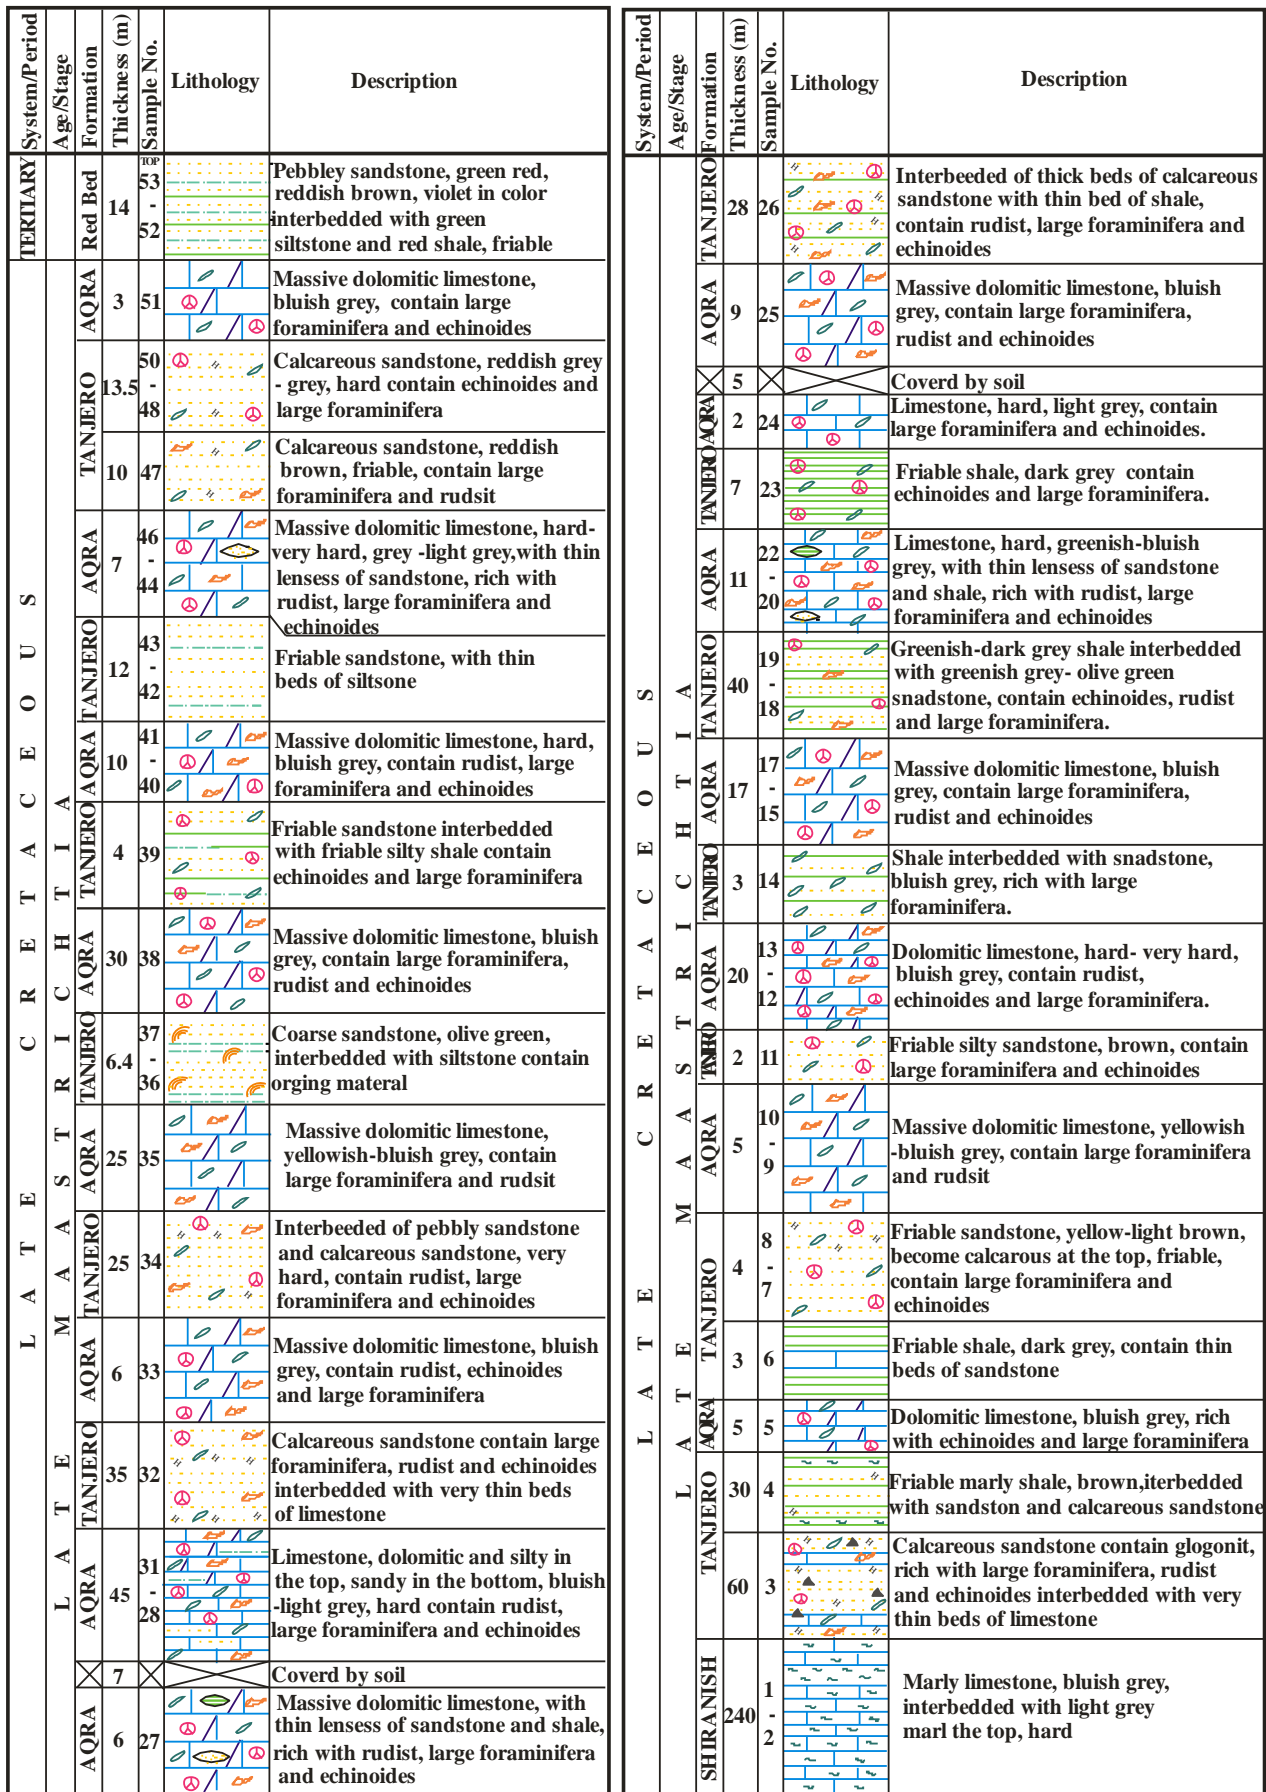 System/Period
Age/Stage
Formation
Thickness (m)
Sample No.
Lithology
Description
TERTIARY
LATE CRETACEOUS
LATE MAASTRICHTIA
Red Bed
14
TOP
53
-
52
Pebbley sandstone, green red,
reddish brown, violet in color
interbedded with green
siltstone and red shale, friable
AQRA
3
51
Massive dolomitic limestone,
bluish grey, contain large
foraminifera and echinoides
TANJERO
13.5
50
-
48
Calcareous sandstone, reddish grey
- grey, hard contain echinoides and
large foraminifera
10
47
Calcareous sandstone, reddish
brown, friable, contain large
foraminifera and rudsit
AQRA
7
46
-
44
Massive dolomitic limestone, hard-
very hard, grey -light grey,with thin
lensess of sandstone, rich with
rudist, large foraminifera and
echinoides
TANJERO
12
43
-
42
Friable sandstone, with thin
beds of siltsone
AQRA
10
41
-
40
Massive dolomitic limestone, hard,
bluish grey, contain rudist, large
foraminifera and echinoides
TANJERO
4
39
Friable sandstone interbedded
with friable silty shale contain
echinoides and large foraminifera
AQRA
30
38
Massive dolomitic limestone, bluish
grey, contain large foraminifera,
rudist and echinoides
TANJERO
6.4
37
-
36
Coarse sandstone, olive green,
interbedded with siltstone contain
orging materal
AQRA
25
35
Massive dolomitic limestone,
yellowish-bluish grey, contain
large foraminifera and rudsit
TANJERO
25
34
Interbeeded of pebbly sandstone
and calcareous sandstone, very
hard, contain rudist, large
foraminifera and echinoides
AQRA
6
33
Massive dolomitic limestone, bluish
grey, contain rudist, echinoides
and large foraminifera
TANJERO
35
32
Calcareous sandstone contain large
foraminifera, rudist and echinoides
interbedded with very thin beds
of limestone
AQRA
45
31
-
28
Limestone, dolomitic and silty in
the top, sandy in the bottom, bluish
-light grey, hard contain rudist,
large foraminifera and echinoides
7
Coverd by soil
AQRA
6
27
Massive dolomitic limestone, with
thin lensess of sandstone and shale,
rich with rudist, large foraminifera
and echinoides
System/Period
Age/Stage
Formation
Thickness (m)
Sample No.
Lithology
Description
LATE CRETACEOUS
LATE MAASTRICHTIA
TANJERO
28
26
Interbeeded of thick beds of calcareous
sandstone with thin bed of shale,
contain rudist, large foraminifera and
echinoides
AQRA
9
25
Massive dolomitic limestone, bluish
grey, contain large foraminifera,
rudist and echinoides
5
Coverd by soil
AQRA
2
24
Limestone, hard, light grey, contain
large foraminifera and echinoides.
TANJERO
7
23
Friable shale, dark grey contain
echinoides and large foraminifera.
AQRA
11
22
-
20
Limestone, hard, greenish-bluish
grey, with thin lensess of sandstone
and shale, rich with rudist, large
foraminifera and echinoides
TANJERO
40
19
-
18
Greenish-dark grey shale interbedded
with greenish grey- olive green
snadstone, contain echinoides, rudist
and large foraminifera.
AQRA
17
17
-
15
Massive dolomitic limestone, bluish
grey, contain large foraminifera,
rudist and echinoides
TANJERO
3
14
Shale interbedded with snadstone,
bluish grey, rich with large
foraminifera.
AQRA
20
13
-
12
Dolomitic limestone, hard- very hard,
bluish grey, contain rudist,
echinoides and large foraminifera.
TANJERO
2
11
Friable silty sandstone, brown, contain
large foraminifera and echinoides
AQRA
5
10
-
9
Massive dolomitic limestone, yellowish
-bluish grey, contain large foraminifera
and rudsit
TANJERO
4
8
-
7
Friable sandstone, yellow-light brown,
become calcarous at the top, friable,
contain large foraminifera and
echinoides
3
6
Friable shale, dark grey, contain thin
beds of sandstone
AQRA
5
5
Dolomitic limestone, bluish grey, rich
with echinoides and large foraminifera
TANJERO
30
4
Friable marly shale, brown,iterbedded
with sandston and calcareous sandstone
60
3
Calcareous sandstone contain glogonit,
rich with large foraminifera, rudist
and echinoides interbedded with very
thin beds of limestone
SHIRANISH
240
1
-
2
Marly limestone, bluish grey,
interbedded with light grey
marl the top, hard